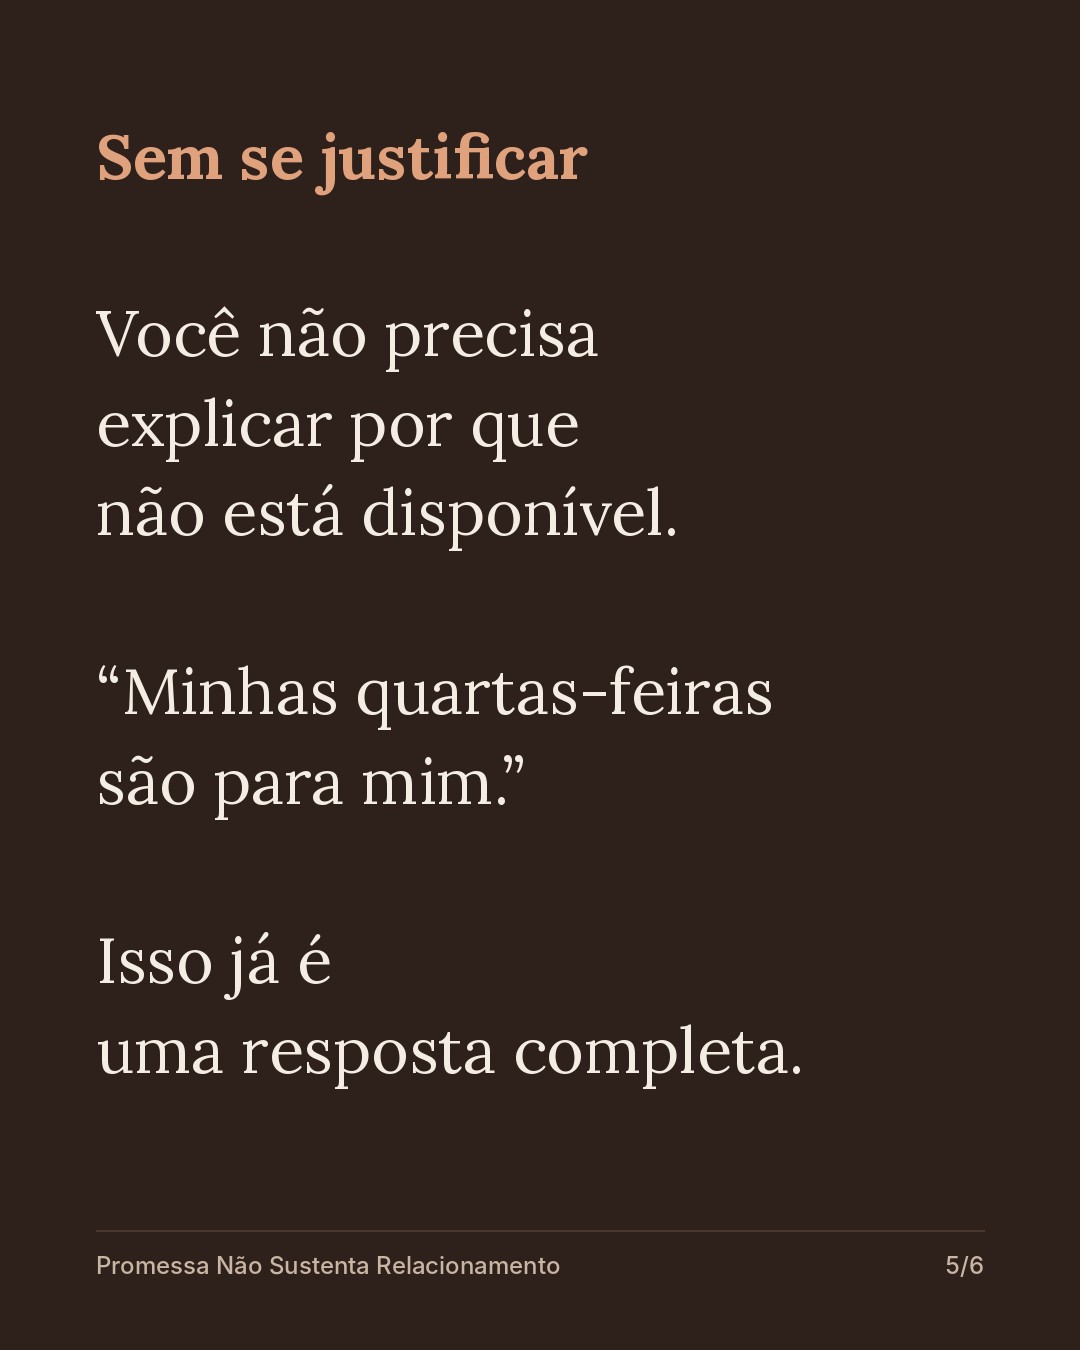 Sem se justificar
Você não precisa
explicar por que
não está disponível.
“Minhas quartas-feiras
são para mim.”
Isso já é
uma resposta completa.
Promessa Não Sustenta Relacionamento
5/6